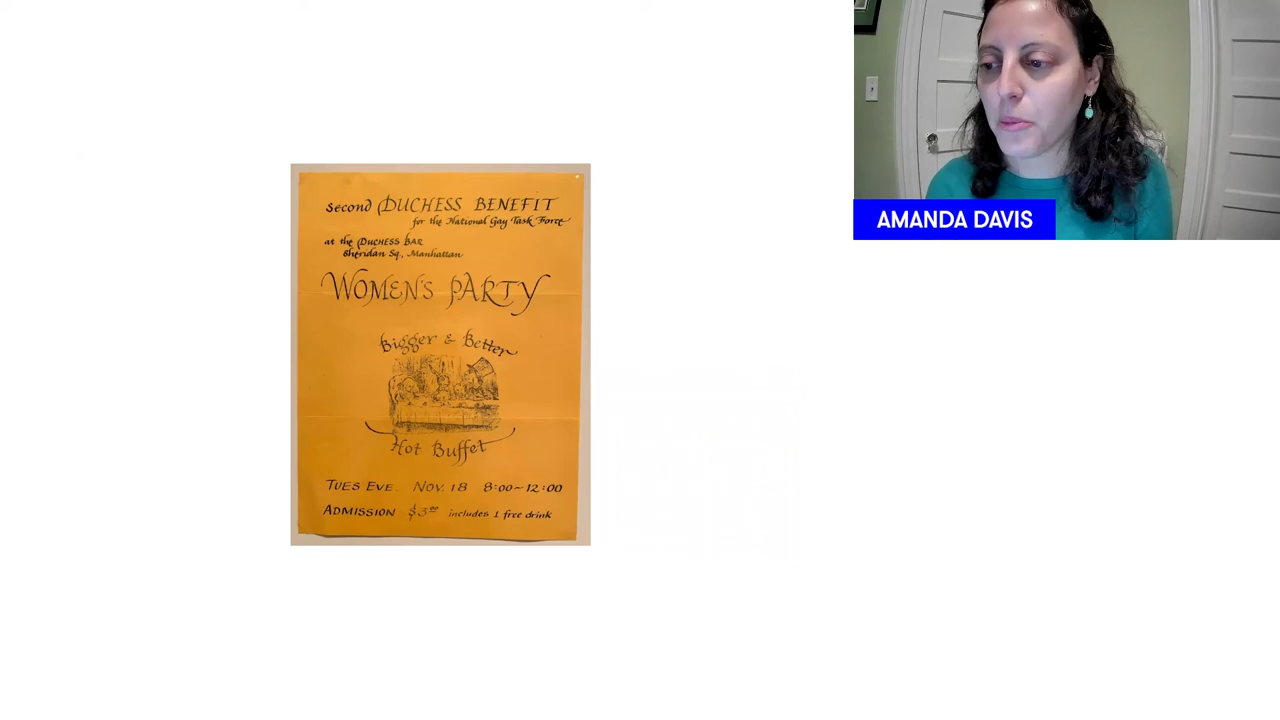 second DUCHESS BENEFIT
for the National Gay Task Force
at the DUCHESS BAR
Sheridan Sq., Manhattan
WOMEN'S PARTY
Bigger & Better
Hot Buffet
TUES EVE. NOV. 18 8:00~12:00
ADMISSION $3.00 includes 1 free drink
AMANDA DAVIS